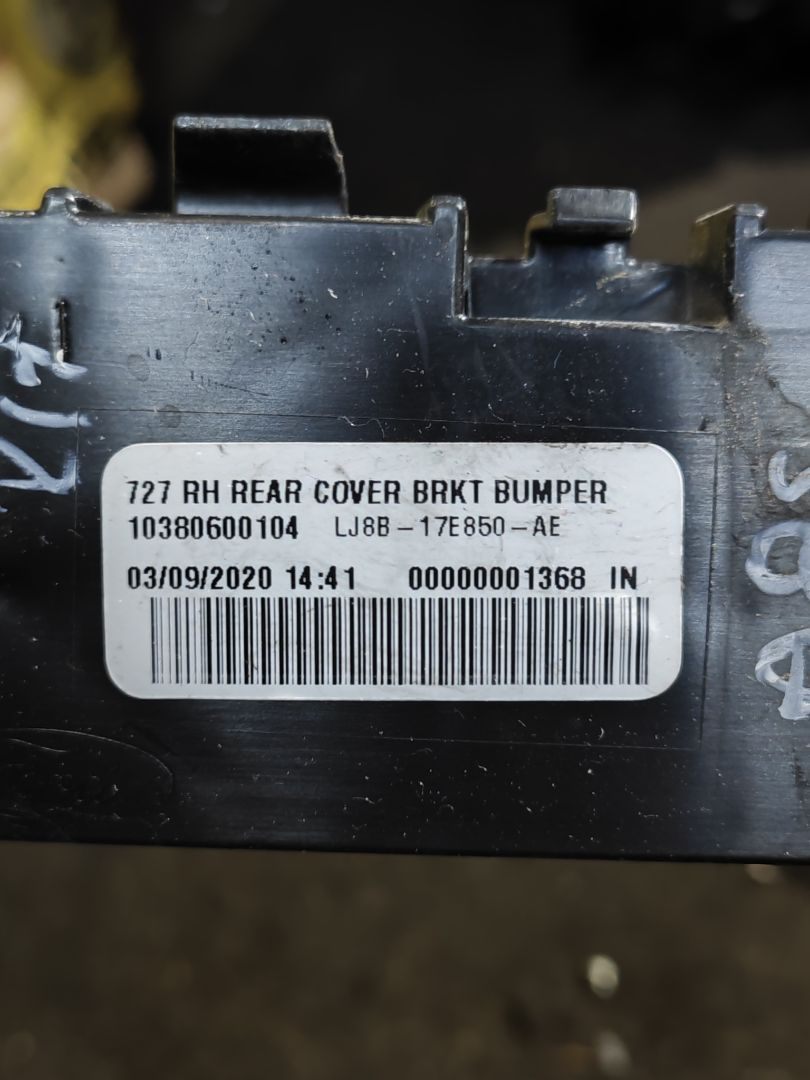 727 RH REAR COVER BRKT BUMPER
10380600104 LJ8B-17E850-AE
03/09/2020 14:41 00000001368 IN